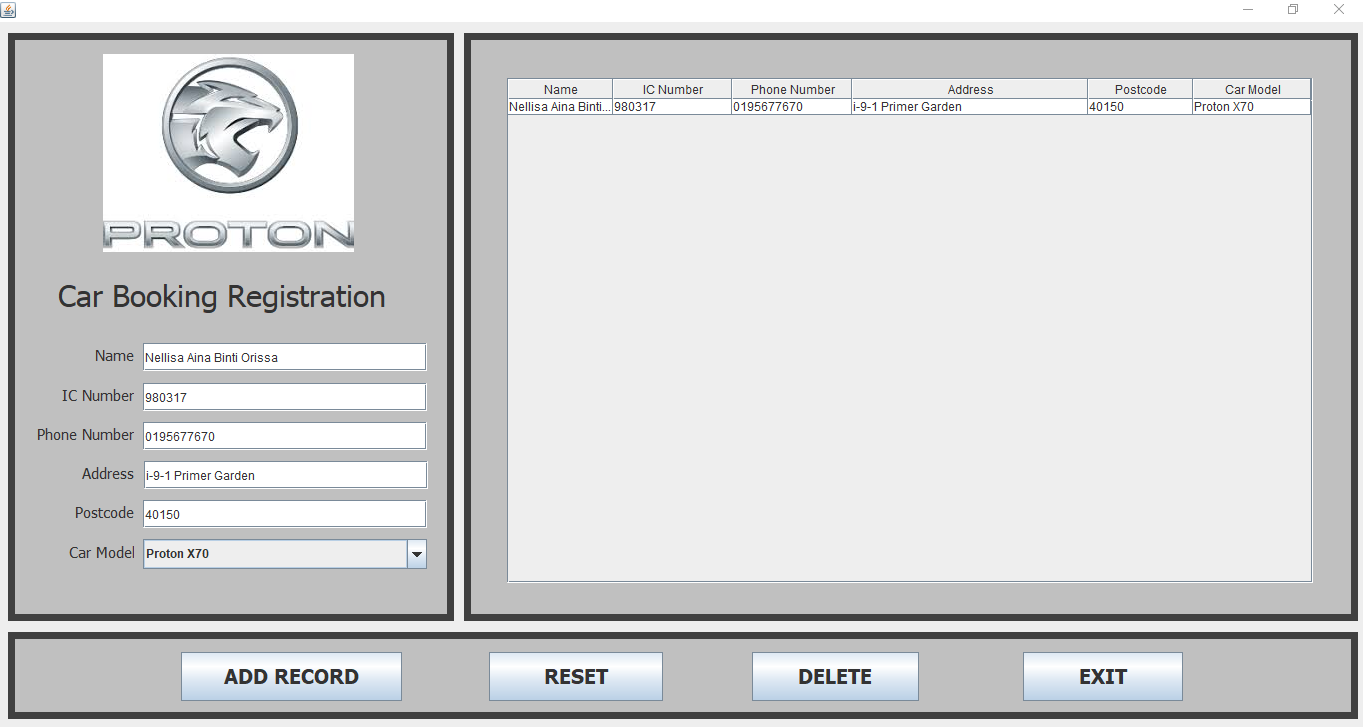 PROTON
Car Booking Registration
Name Nellisa Aina Binti Orissa
IC Number 980317
Phone Number 0195677670
Address i-9-1 Primer Garden
Postcode 40150
Car Model Proton X70
Name IC Number Phone Number Address Postcode Car Model
Nellisa Aina Binti... 980317 0195677670 i-9-1 Primer Garden 40150 Proton X70
ADD RECORD RESET DELETE EXIT